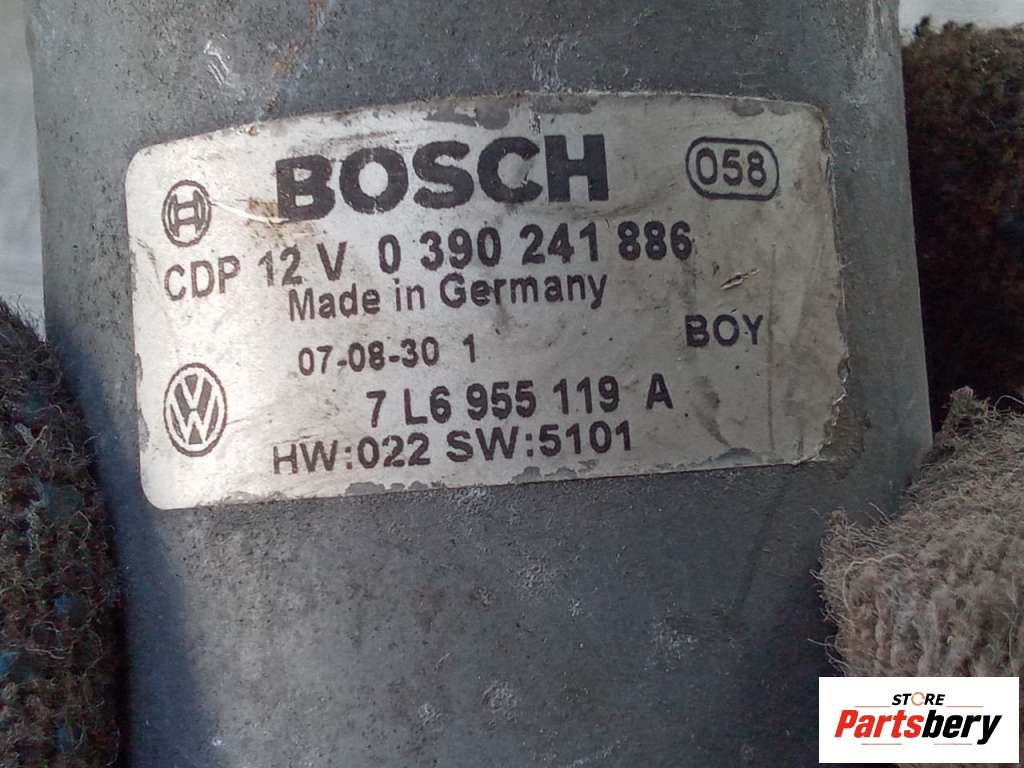 BOSCH 058
CDP 12 V 0 390 241 886
Made in Germany
07-08-30 1 BOY
7 L6 955 119 A
HW:022 SW:5101
STORE
Partsbery